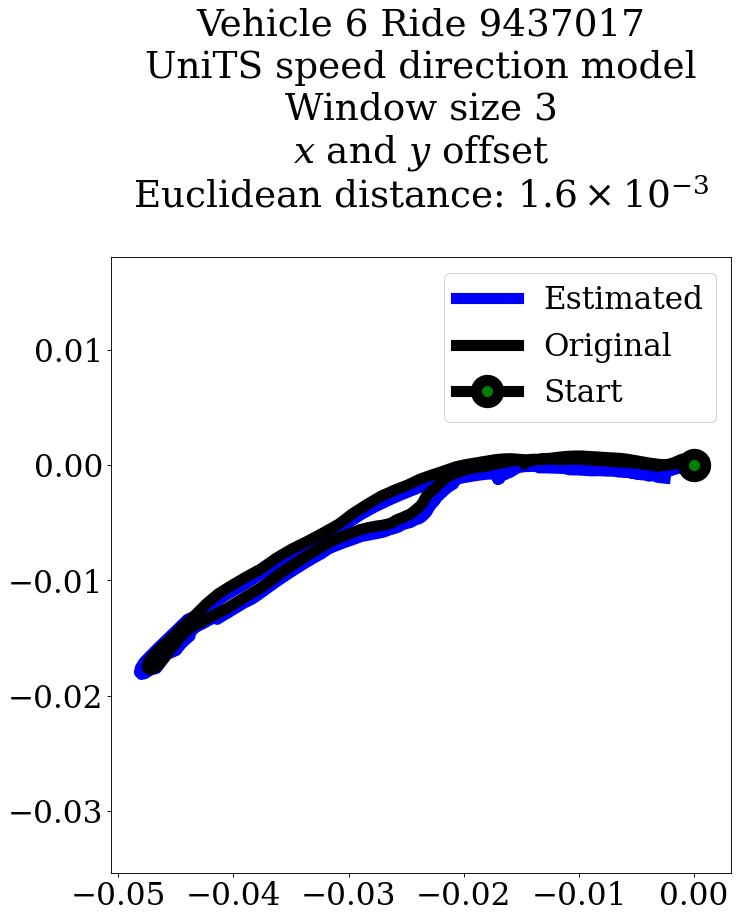 Vehicle 6 Ride 9437017
UniTS speed direction model
Window size 3
x and y offset
Euclidean distance: 1.6 × 10⁻³
Estimated
Original
Start
0.01
0.00
−0.01
−0.02
−0.03
−0.05 −0.04 −0.03 −0.02 −0.01 0.00